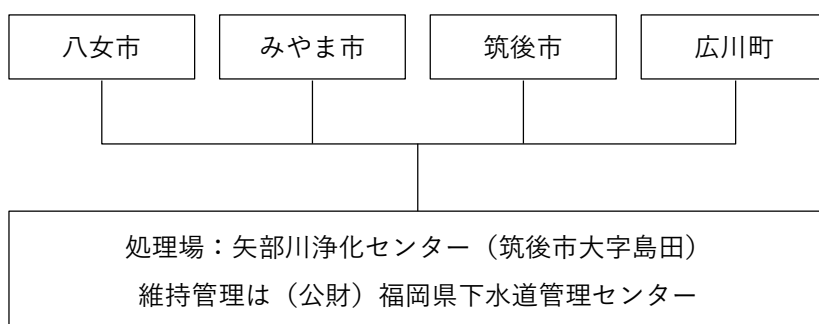 八女市
みやま市
筑後市
広川町
処理場：矢部川浄化センター（筑後市大字島田）
維持管理は（公財）福岡県下水道管理センター